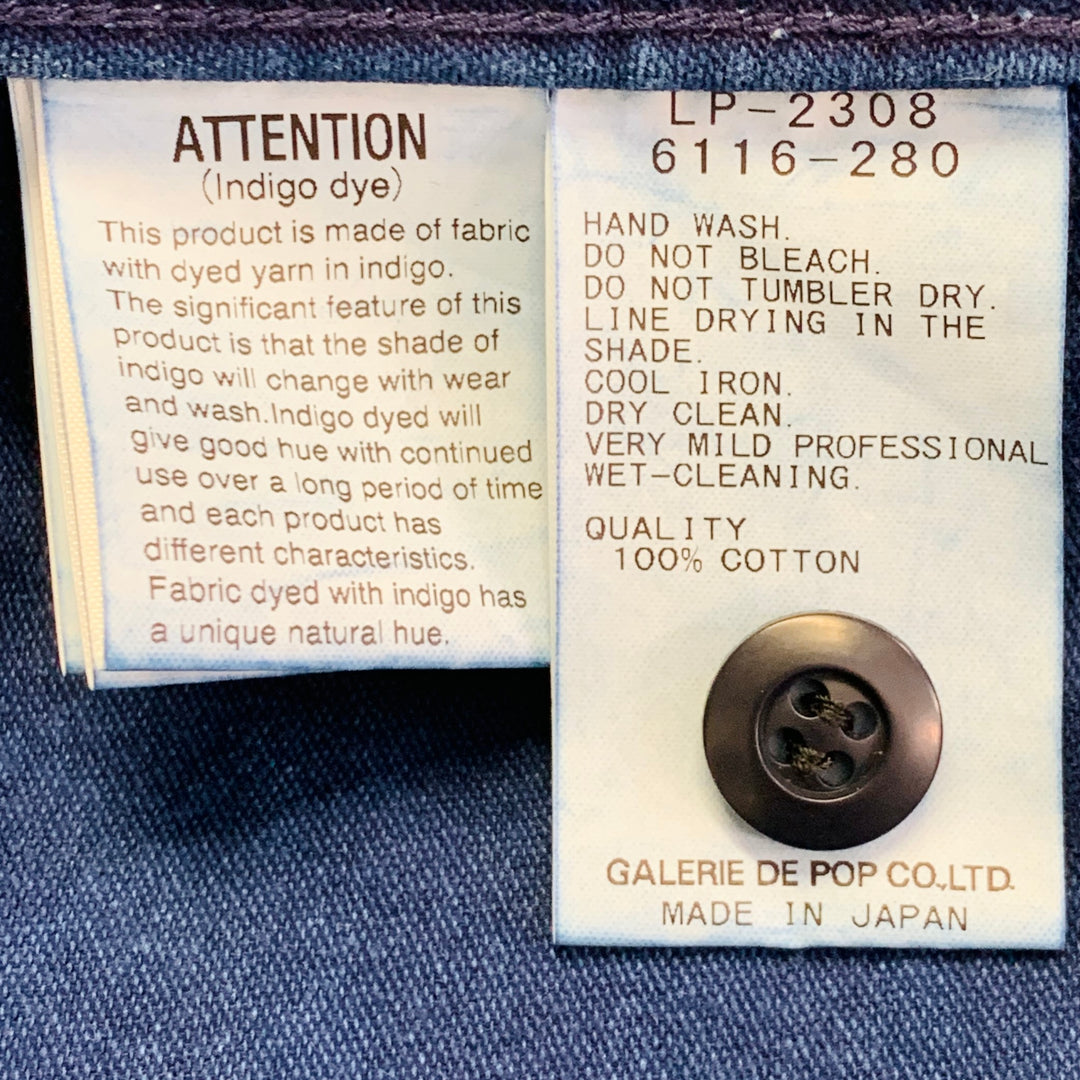 ATTENTION
(Indigo dye)
This product is made of fabric
with dyed yarn in indigo.
The significant feature of this
product is that the shade of
indigo will change with wear
and wash.Indigo dyed will
give good hue with continued
use over a long period of time
and each product has
different characteristics.
Fabric dyed with indigo has
a unique natural hue.
LP-2308
6116-280
HAND WASH.
DO NOT BLEACH.
DO NOT TUMBLER DRY.
LINE DRYING IN THE
SHADE.
COOL IRON.
DRY CLEAN.
VERY MILD PROFESSIONAL
WET-CLEANING.
QUALITY
100% COTTON
GALERIE DE POP CO.,LTD.
MADE IN JAPAN